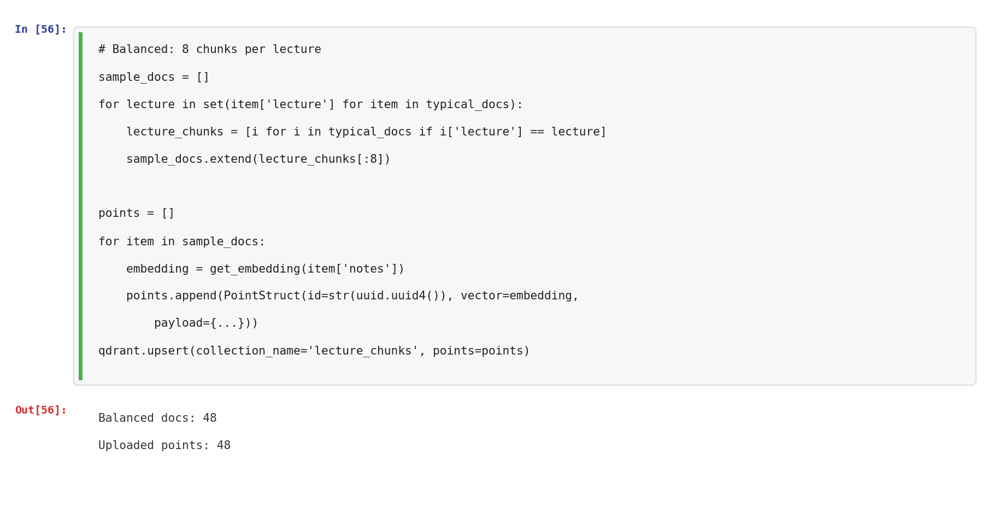 In [56]:
# Balanced: 8 chunks per lecture
sample_docs = []
for lecture in set(item['lecture'] for item in typical_docs):
    lecture_chunks = [i for i in typical_docs if i['lecture'] == lecture]
    sample_docs.extend(lecture_chunks[:8])

points = []
for item in sample_docs:
    embedding = get_embedding(item['notes'])
    points.append(PointStruct(id=str(uuid.uuid4()), vector=embedding,
        payload={...}))
qdrant.upsert(collection_name='lecture_chunks', points=points)
Out[56]:
Balanced docs: 48
Uploaded points: 48